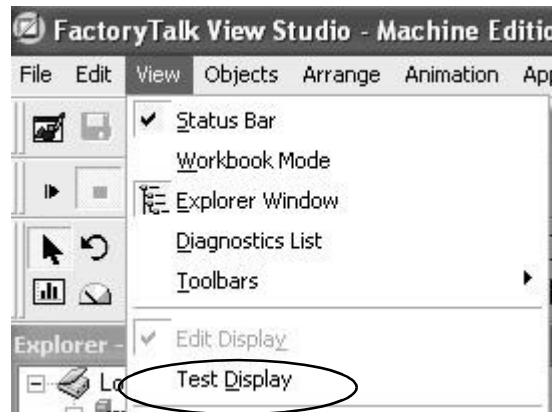 FactoryTalk View Studio - Machine Editio
File Edit View Objects Arrange Animation App
Status Bar
Workbook Mode
Explorer Window
Diagnostics List
Toolbars
Edit Display
Explorer -
Test Display